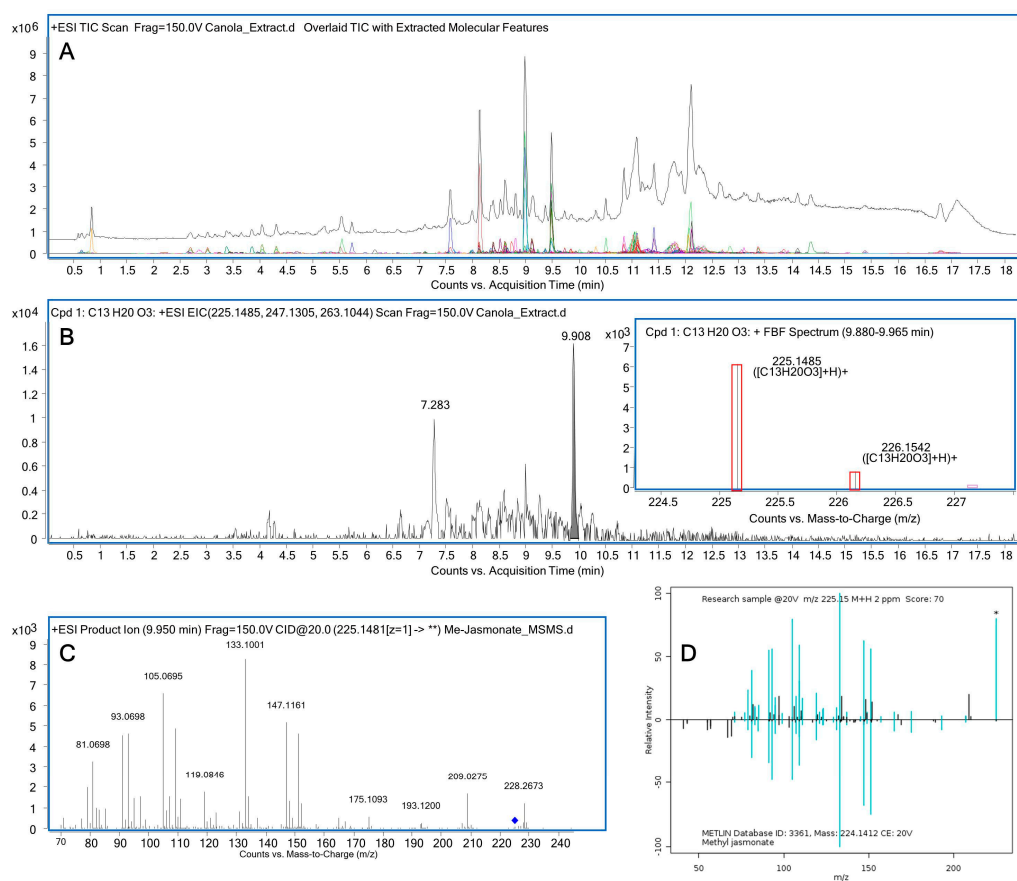 +ESI TIC Scan Frag=150.0V Canola_Extract.d Overlaid TIC with Extracted Molecular Features
x10⁶
A
9
8
7
6
5
4
3
2
1
0
0.5 1 1.5 2 2.5 3 3.5 4 4.5 5 5.5 6 6.5 7 7.5 8 8.5 9 9.5 10 10.5 11 11.5 12 12.5 13 13.5 14 14.5 15 15.5 16 16.5 17 17.5 18
Counts vs. Acquisition Time (min)
x10⁴
Cpd 1: C13 H20 O3: +ESI EIC(225.1485, 247.1305, 263.1044) Scan Frag=150.0V Canola_Extract.d
B
9.908
7.283
1.6
1.4
1.2
1
0.8
0.6
0.4
0.2
0
0.5 1 1.5 2 2.5 3 3.5 4 4.5 5 5.5 6 6.5 7 7.5 8 8.5 9 9.5 10 10.5 11 11.5 12 12.5 13 13.5 14 14.5 15 15.5 16 16.5 17 17.5 18
Counts vs. Acquisition Time (min)
x10³
Cpd 1: C13 H20 O3: + FBF Spectrum (9.880-9.965 min)
7
6
5
4
3
2
1
0
225.1485
([C13H20O3]+H)+
226.1542
([C13H20O3]+H)+
224.5 225 225.5 226 226.5 227
Counts vs. Mass-to-Charge (m/z)
x10³
+ESI Product Ion (9.950 min) Frag=150.0V CID@20.0 (225.1481[z=1] -> **) Me-Jasmonate_MSMS.d
C
9
8
7
6
5
4
3
2
1
0
133.1001
105.0695
147.1161
93.0698
81.0698
119.0846
209.0275
228.2673
175.1093
193.1200
70 80 90 100 110 120 130 140 150 160 170 180 190 200 210 220 230 240
Counts vs. Mass-to-Charge (m/z)
Research sample @20V m/z 225.15 M+H 2 ppm Score: 70
*
D
Relative Intensity
100
50
0
-50
-100
METLIN Database ID: 3361, Mass: 224.1412 CE: 20V
Methyl jasmonate
50 100 150 200
m/z